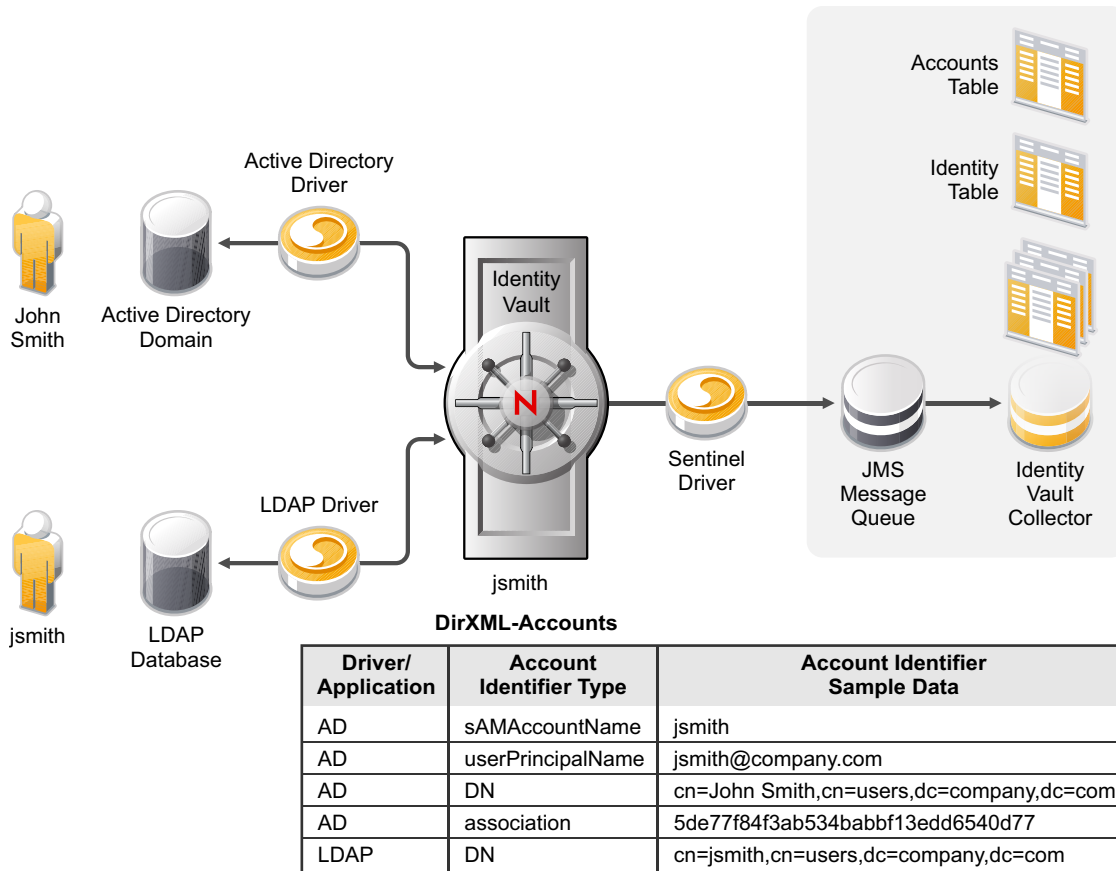 Accounts
Table
Identity
Table
Active Directory
Driver
Identity
Vault
John
Smith
Active Directory
Domain
N
Sentinel
Driver
JMS
Message
Queue
Identity
Vault
Collector
LDAP Driver
jsmith
jsmith
LDAP
Database
DirXML-Accounts
Driver/
Application
Account
Identifier Type
Account Identifier
Sample Data
AD sAMAccountName jsmith
AD userPrincipalName jsmith@company.com
AD DN cn=John Smith,cn=users,dc=company,dc=com
AD association 5de77f84f3ab534babbf13edd6540d77
LDAP DN cn=jsmith,cn=users,dc=company,dc=com